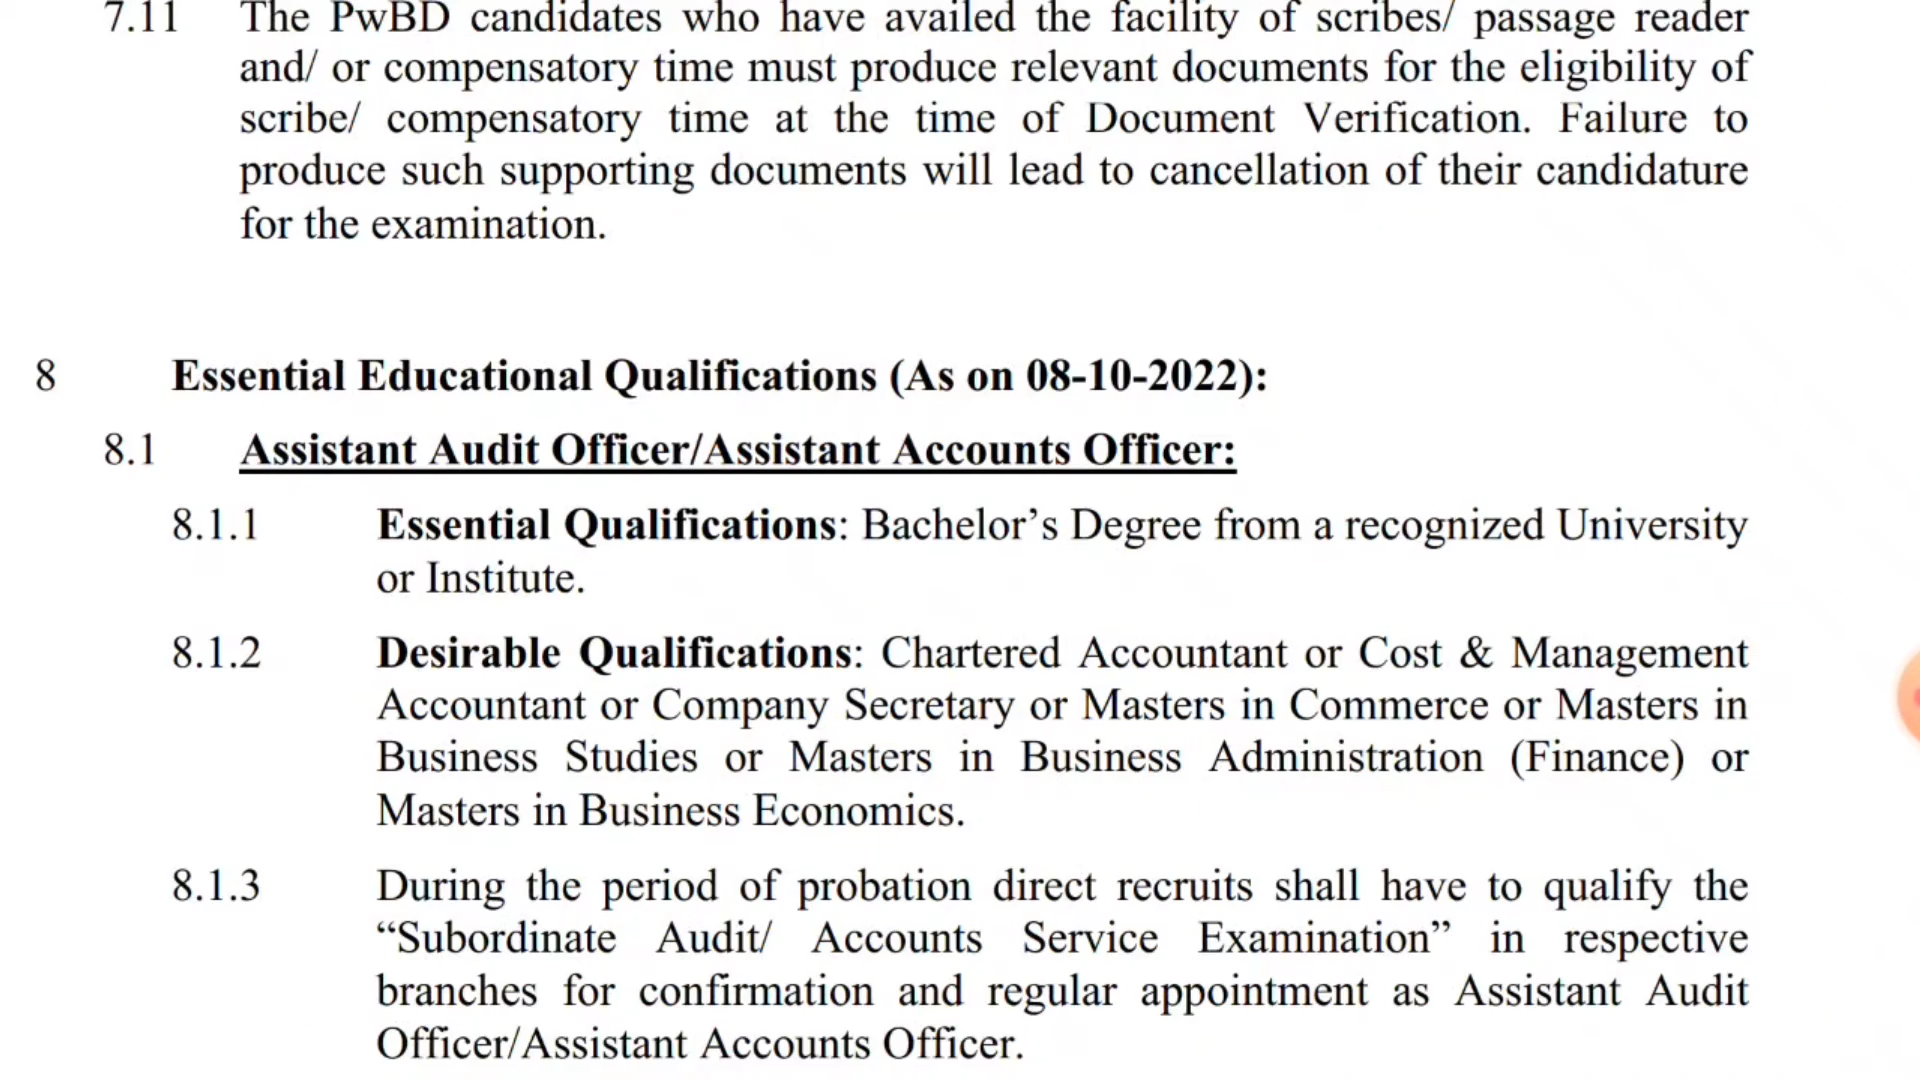 7.11 The PwBD candidates who have availed the facility of scribes/ passage reader
and/ or compensatory time must produce relevant documents for the eligibility of
scribe/ compensatory time at the time of Document Verification. Failure to
produce such supporting documents will lead to cancellation of their candidature
for the examination.
8 Essential Educational Qualifications (As on 08-10-2022):
8.1 Assistant Audit Officer/Assistant Accounts Officer:
8.1.1 Essential Qualifications: Bachelor’s Degree from a recognized University
or Institute.
8.1.2 Desirable Qualifications: Chartered Accountant or Cost & Management
Accountant or Company Secretary or Masters in Commerce or Masters in
Business Studies or Masters in Business Administration (Finance) or
Masters in Business Economics.
8.1.3 During the period of probation direct recruits shall have to qualify the
“Subordinate Audit/ Accounts Service Examination” in respective
branches for confirmation and regular appointment as Assistant Audit
Officer/Assistant Accounts Officer.